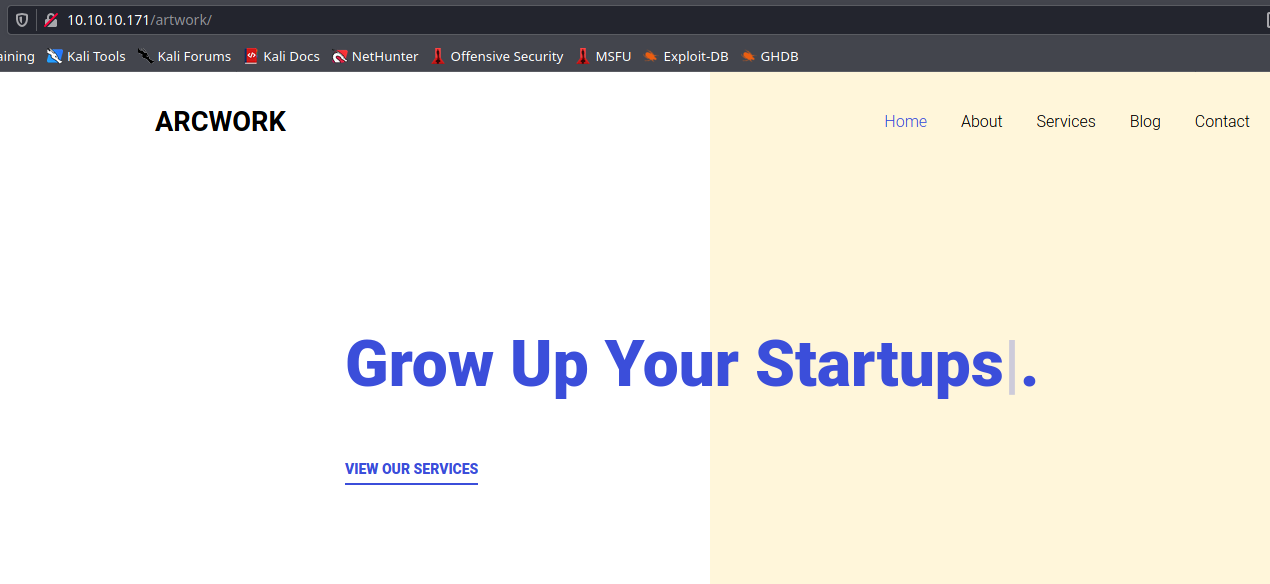 10.10.10.171/artwork/
aining Kali Tools Kali Forums Kali Docs NetHunter Offensive Security MSFU Exploit-DB GHDB
ARCWORK Home About Services Blog Contact
Grow Up Your Startups|.
VIEW OUR SERVICES